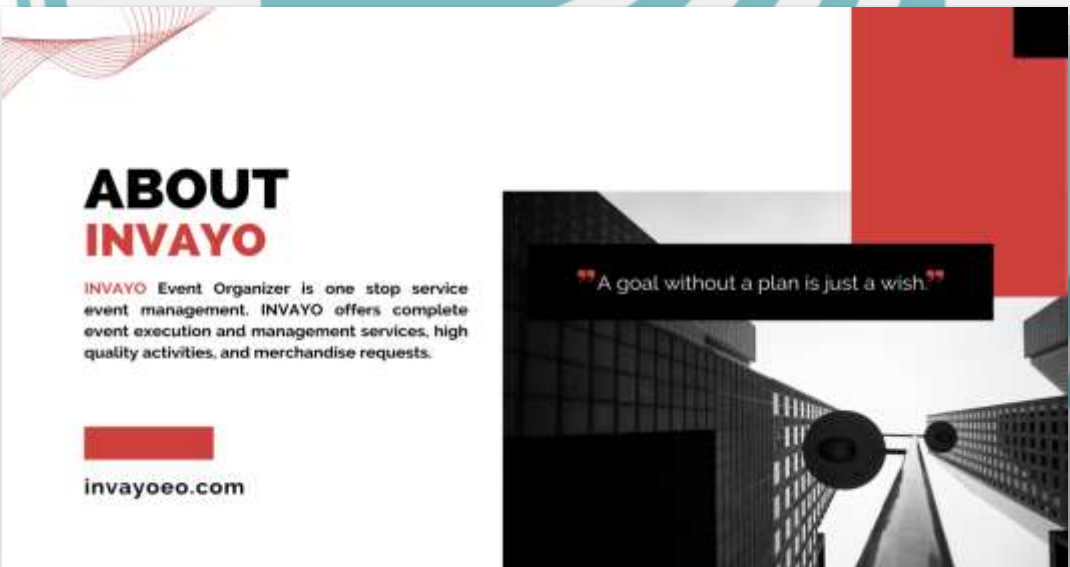 ABOUT
INVAYO
INVAYO Event Organizer is one stop service
event management. INVAYO offers complete
event execution and management services, high
quality activities, and merchandise requests.
invayoeo.com
”A goal without a plan is just a wish.”